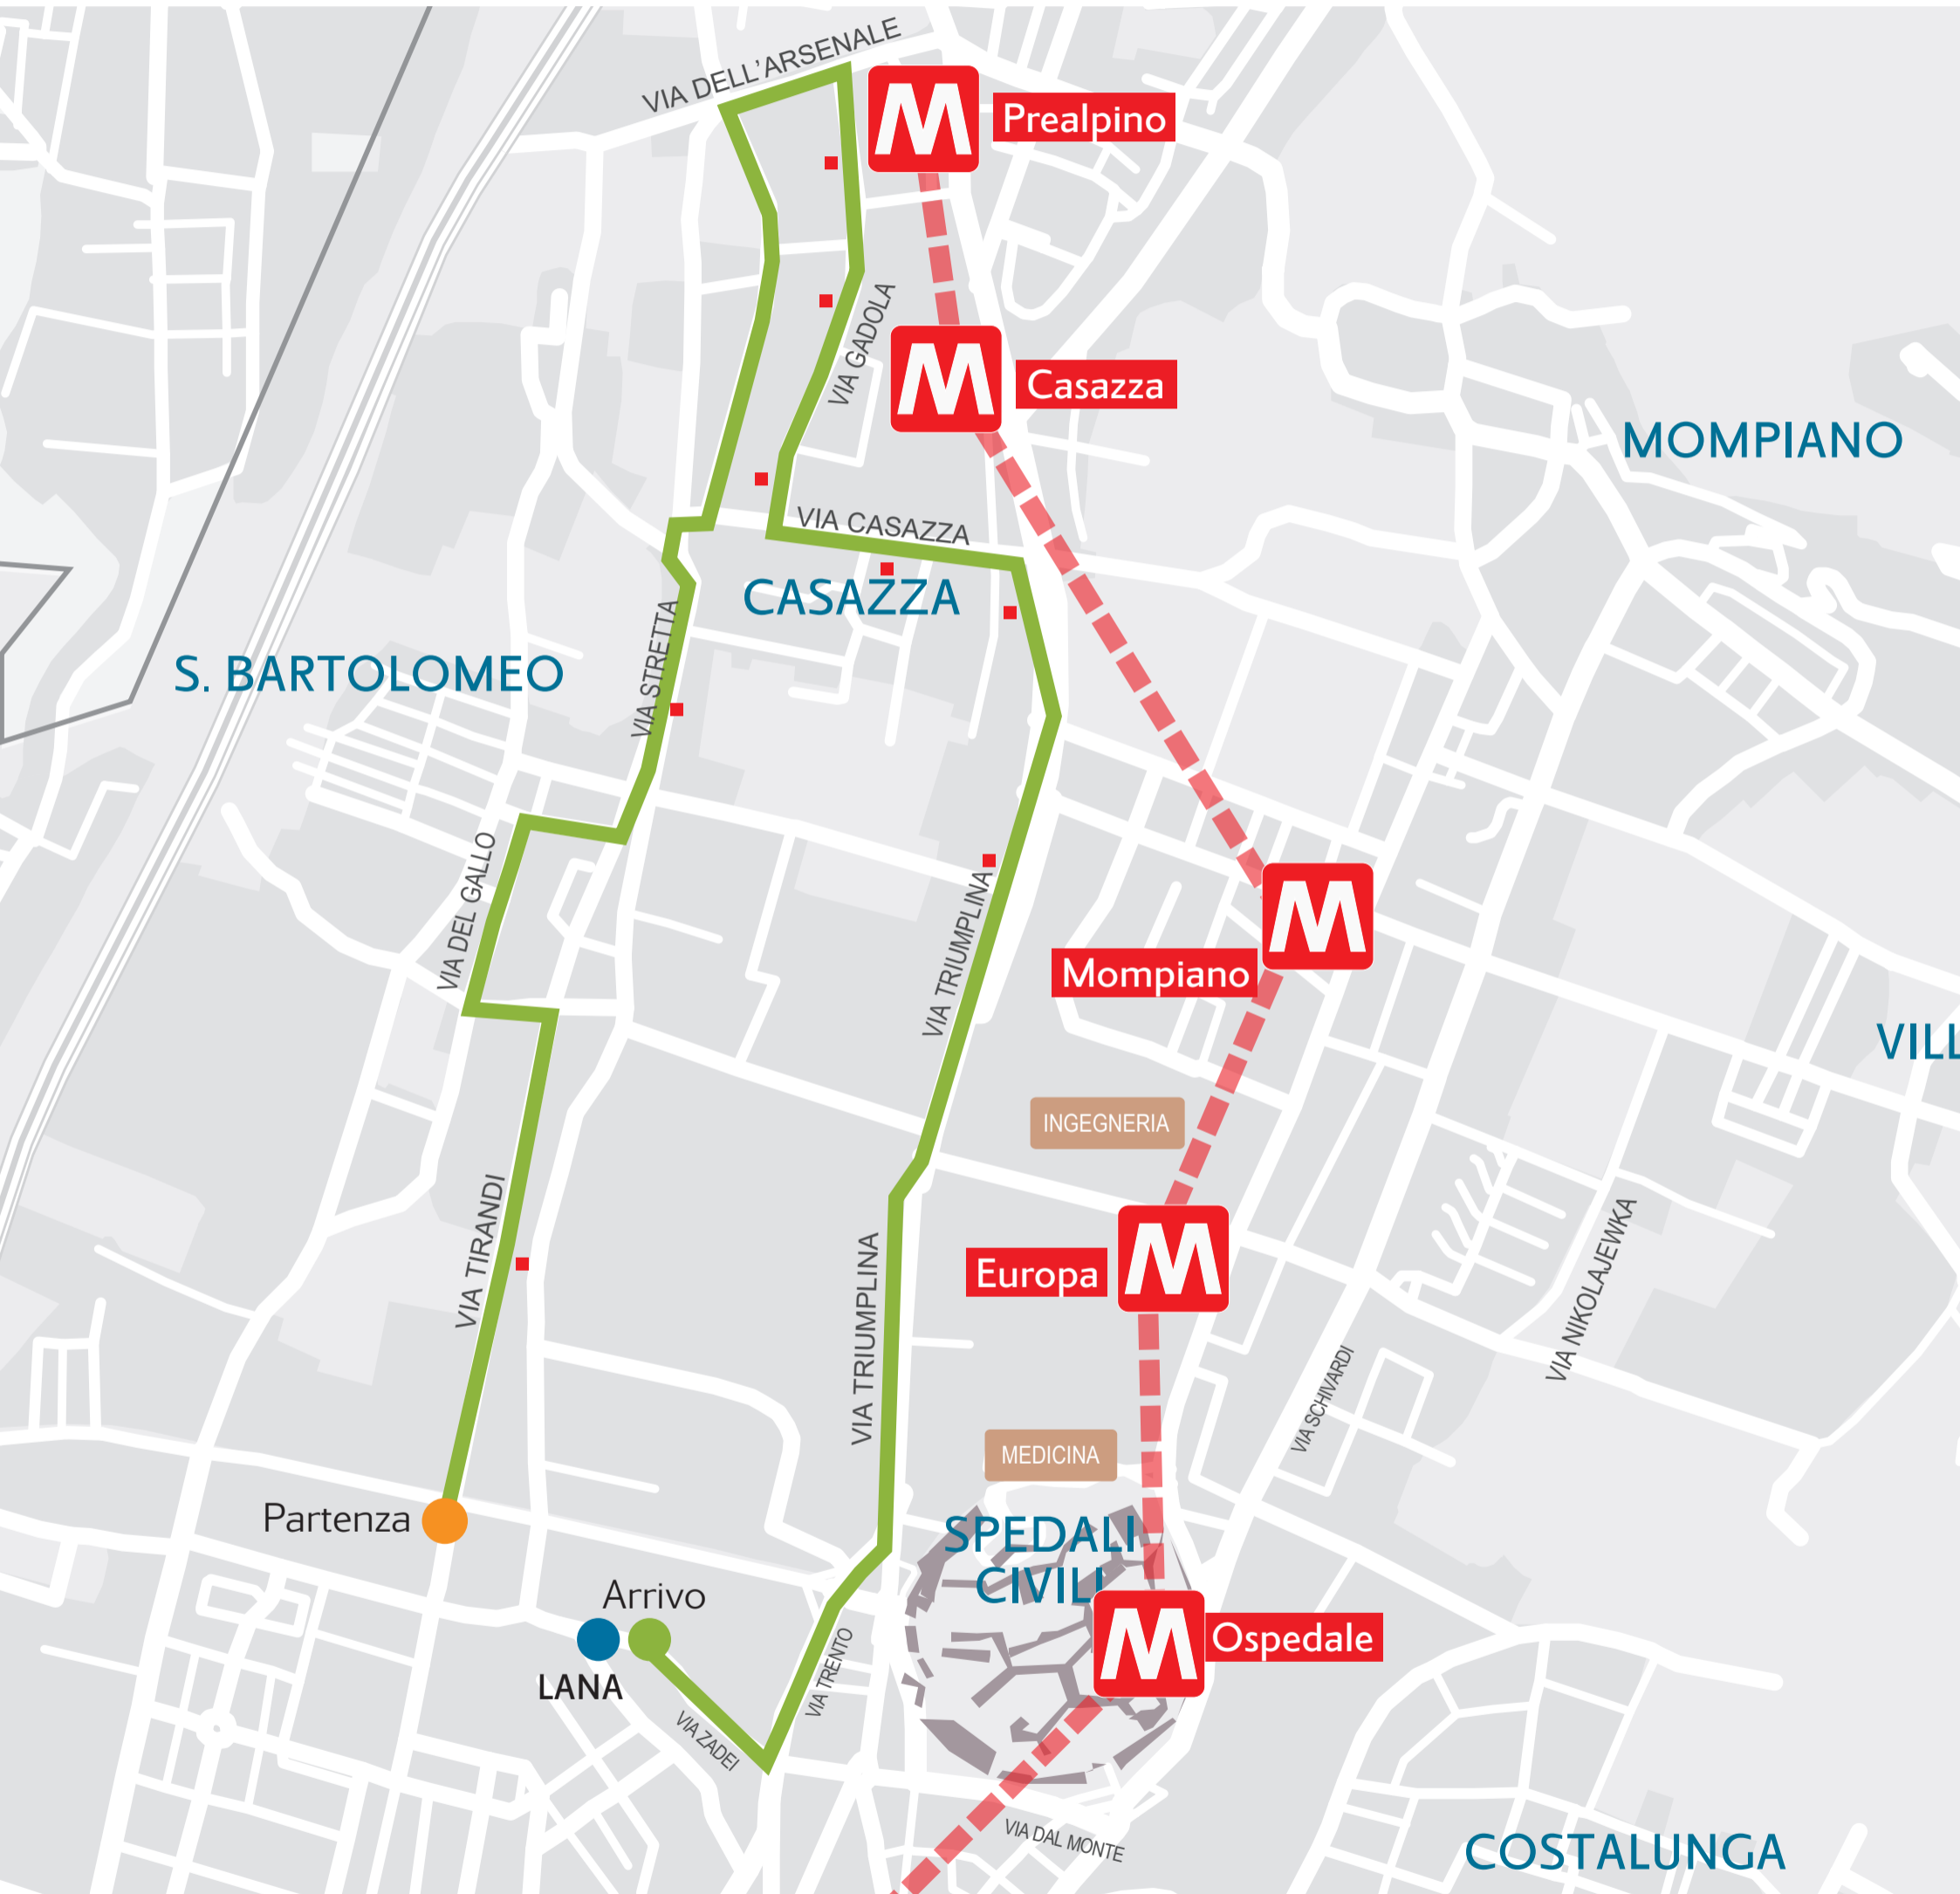 VIA DELL'ARSENALE
M
Prealpino
VIA GADOLA
M
Casazza
MOMPIANO
VIA CASAZZA
CASAZZA
S. BARTOLOMEO
VIA STRETTA
VIA DEL GALLO
VIA TRIUMPLINA
M
Mompiano
VILL
INGEGNERIA
VIA TIRANDI
VIA TRIUMPLINA
M
Europa
VIA NIKOLAJEWKA
VIA SCHIVARDI
MEDICINA
Partenza
SPEDALI
CIVILI
Arrivo
LANA
M
Ospedale
VIA TRENTO
VIA ZADEI
VIA DAL MONTE
COSTALUNGA